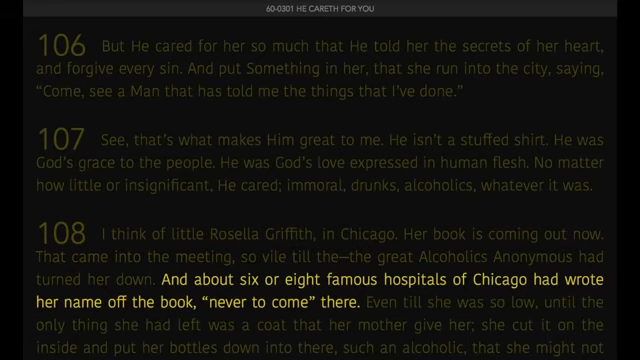 60-0301 HE CARETH FOR YOU
106 But He cared for her so much that He told her the secrets of her heart,
and forgive every sin. And put Something in her, that she run into the city, saying,
“Come, see a Man that has told me the things that I've done.”
107 See, that's what makes Him great to me. He isn't a stuffed shirt. He was
God's grace to the people. He was God's love expressed in human flesh. No matter
how little or insignificant, He cared; immoral, drunks, alcoholics, whatever it was.
108 I think of little Rosella Griffith, in Chicago. Her book is coming out now.
That came into the meeting, so vile till the—the great Alcoholics Anonymous had
turned her down. And about six or eight famous hospitals of Chicago had wrote
her name off the book, “never to come” there. Even till she was so low, until the
only thing she had left was a coat that her mother give her; she cut it on the
inside and put her bottles down into there, such an alcoholic, that she might not